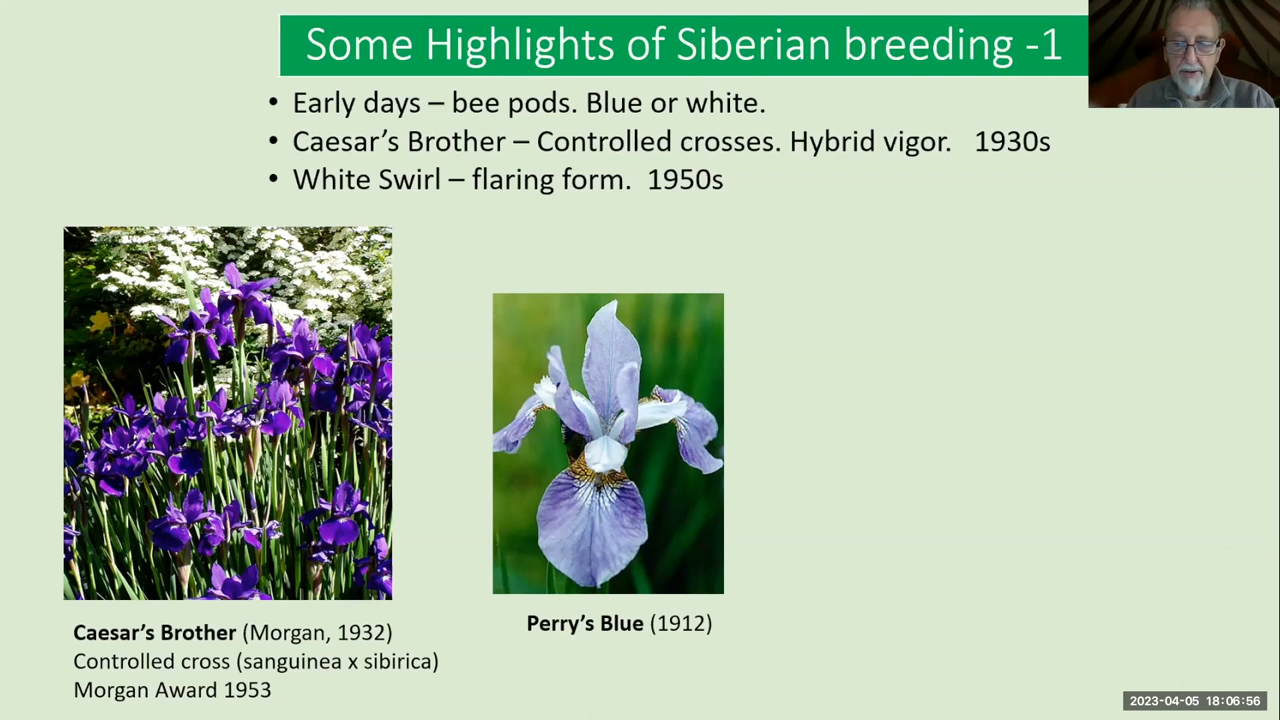 Some Highlights of Siberian breeding -1
• Early days – bee pods. Blue or white.
• Caesar’s Brother – Controlled crosses. Hybrid vigor. 1930s
• White Swirl – flaring form. 1950s
Caesar’s Brother (Morgan, 1932)
Controlled cross (sanguinea x sibirica)
Morgan Award 1953
Perry’s Blue (1912)
2023-04-05 18:06:56